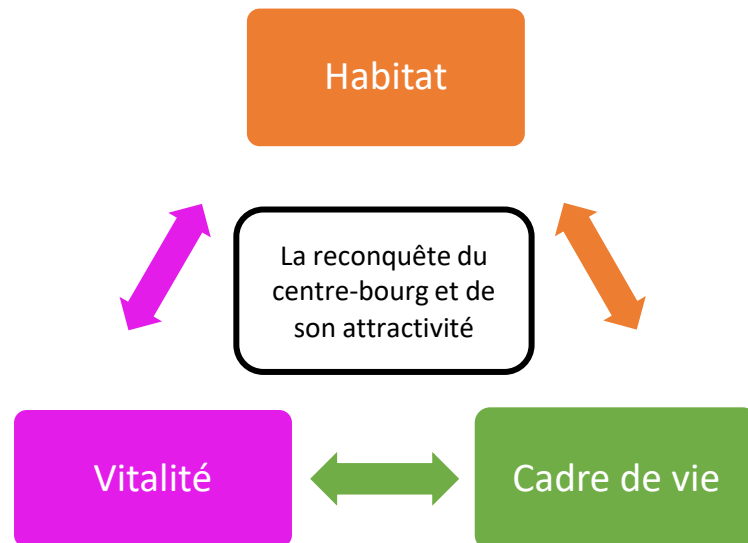 Habitat
La reconquête du
centre-bourg et de
son attractivité
Vitalité
Cadre de vie